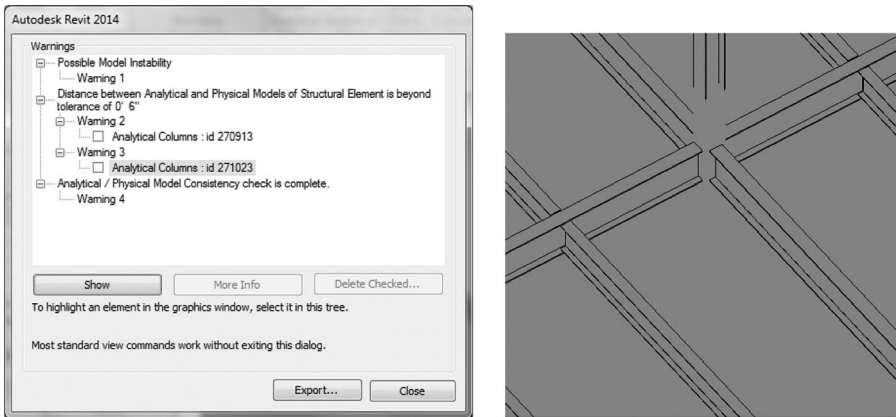 Autodesk Revit 2014
Warnings
Possible Model Instability
Warning 1
Distance between Analytical and Physical Models of Structural Element is beyond
tolerance of 0' 6"
Warning 2
Analytical Columns : id 270913
Warning 3
Analytical Columns : id 271023
Analytical / Physical Model Consistency check is complete.
Warning 4
Show
More Info
Delete Checked...
To highlight an element in the graphics window, select it in this tree.
Most standard view commands work without exiting this dialog.
Export...
Close